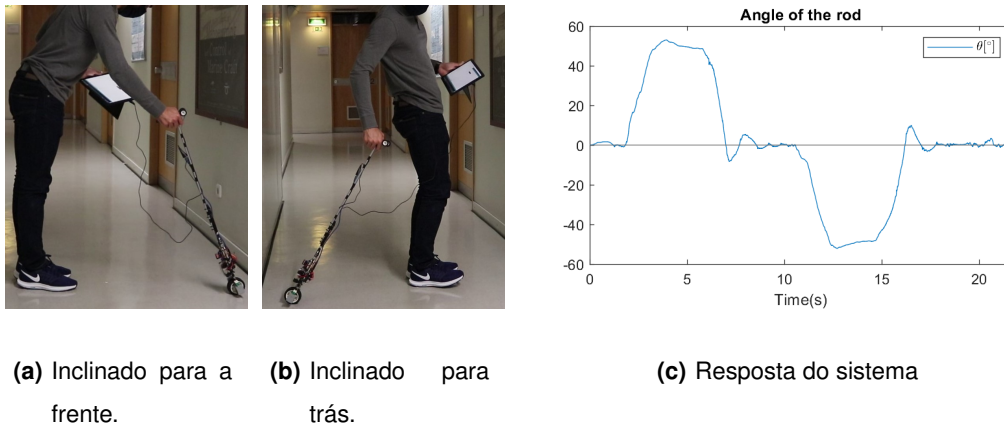 Angle of the rod
θ[°]
60
40
20
0
-20
-40
-60
0
5
10
15
20
Time(s)
(a) Inclinado para a
frente.
(b) Inclinado para
trás.
(c) Resposta do sistema